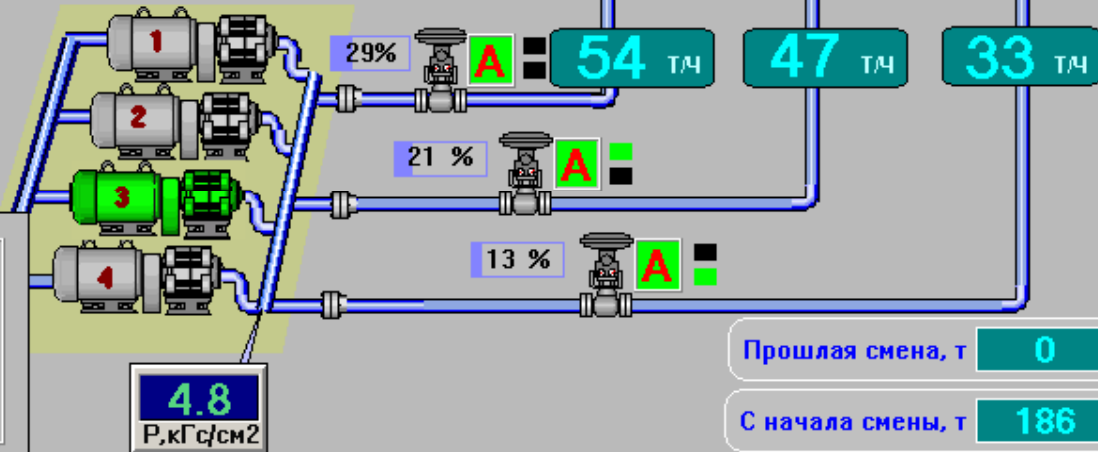 1
29%
A
54 т/ч
47 т/ч
33 т/ч
2
21 %
A
3
4
13 %
A
Прошлая смена, т 0
4.8
P,кГс/см2
С начала смены, т 186